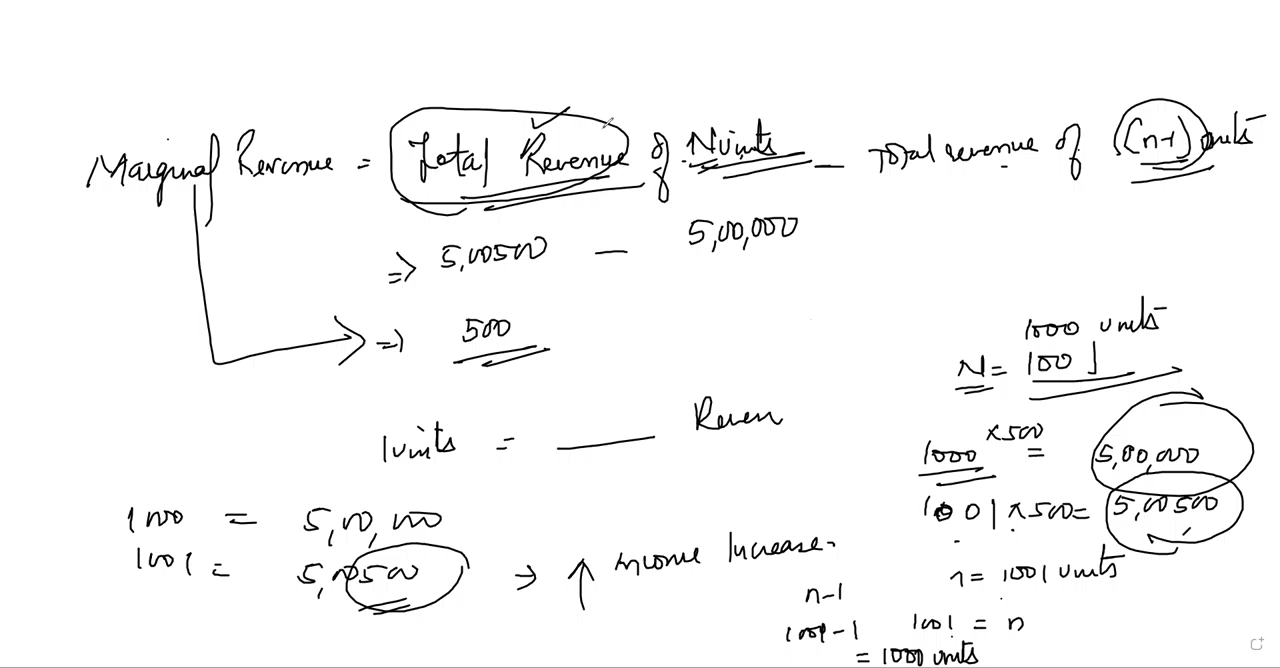 Marginal Revenue = Total Revenue of N units — Total revenue of (n-1) units
=> 5,00500 — 5,00,000
=> 500
1000 units
N = 1001
1 units = ____ Reven
1000 × 500 = 5,00,000
1001 × 500 = 5,00500
1000 = 5,00,000
1001 = 5,00500 → ↑ Income Increase.
n = 1001 units
n-1
1001-1
= 1000 units
1001 = n